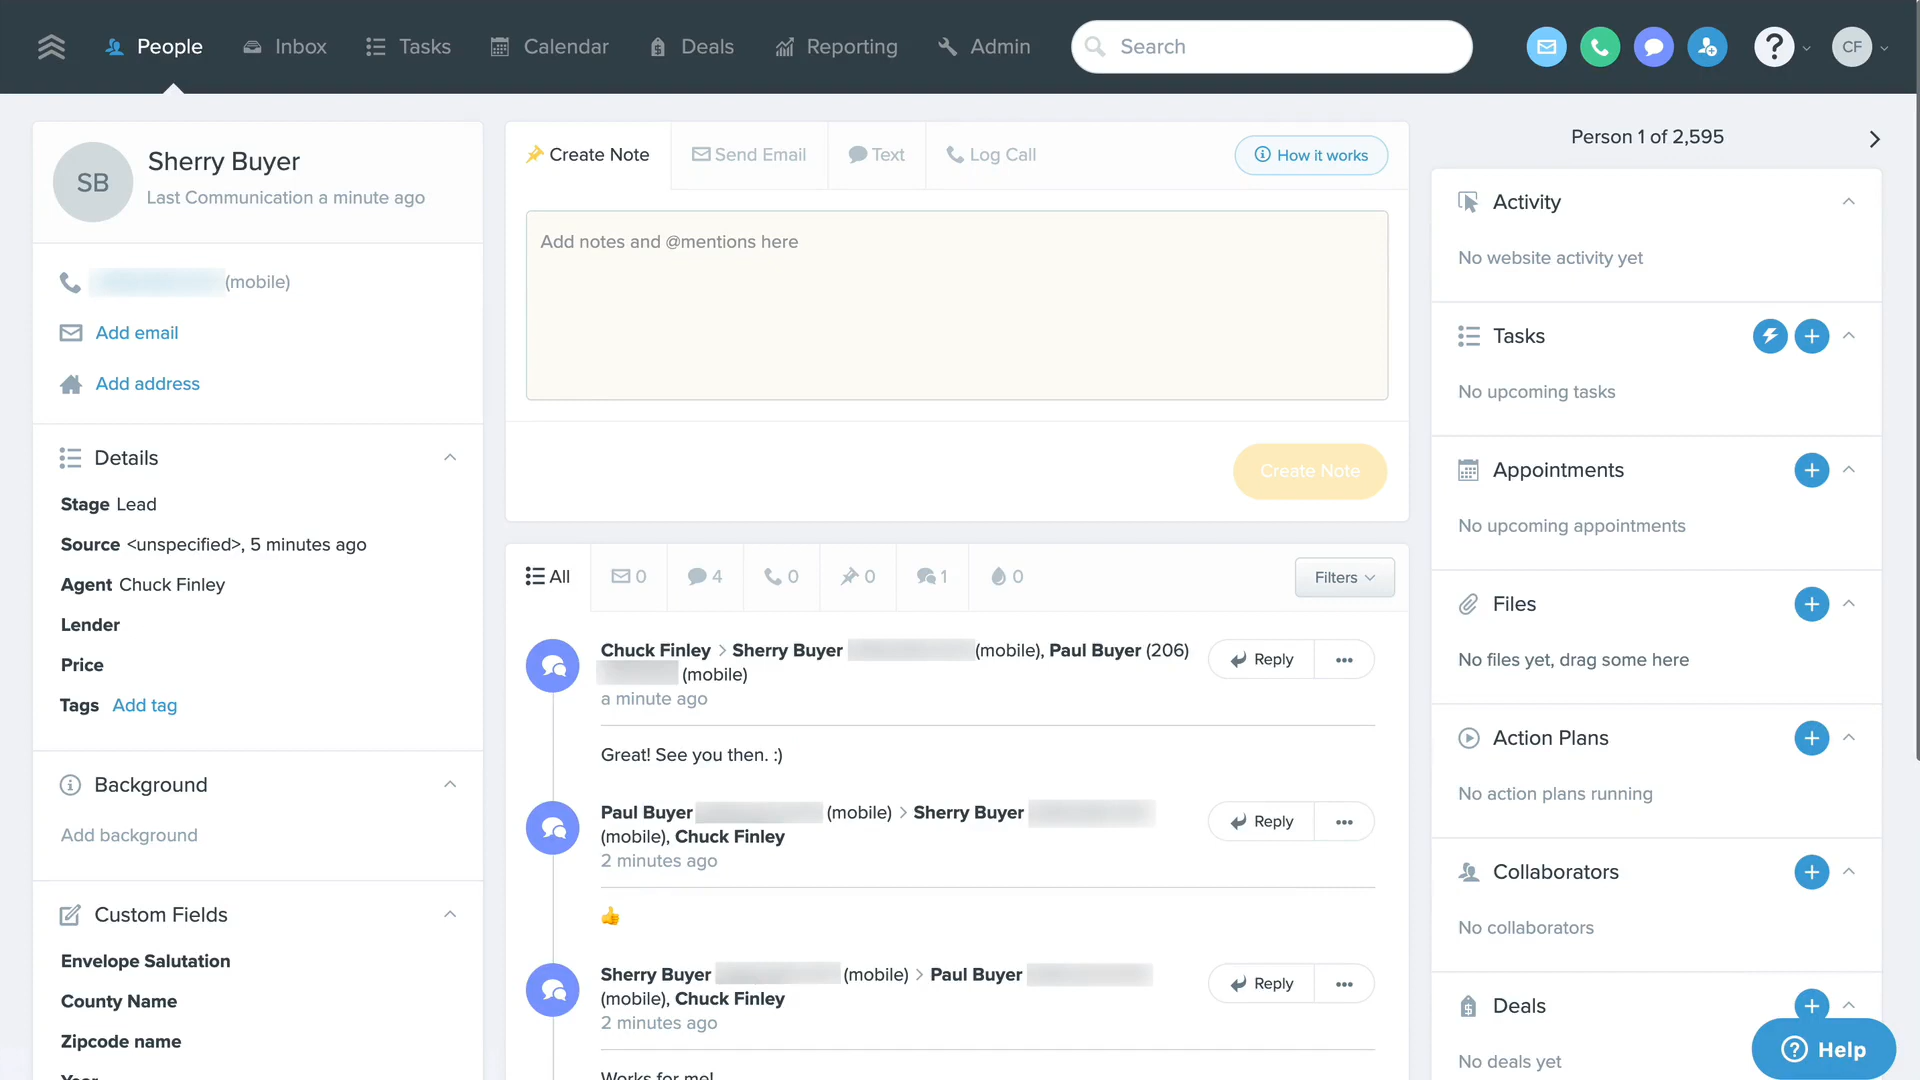 People Inbox Tasks Calendar Deals Reporting Admin Search ? CF
SB
Sherry Buyer
Last Communication a minute ago
(mobile)
Add email
Add address
Details
Stage Lead
Source <unspecified>, 5 minutes ago
Agent Chuck Finley
Lender
Price
Tags Add tag
Background
Add background
Custom Fields
Envelope Salutation
County Name
Zipcode name
Year
Create Note Send Email Text Log Call How it works
Add notes and @mentions here
Create Note
All 0 4 0 0 1 0 Filters
Chuck Finley > Sherry Buyer (mobile), Paul Buyer (206)
(mobile)
a minute ago
Reply
Great! See you then. :)
Paul Buyer (mobile) > Sherry Buyer
(mobile), Chuck Finley
2 minutes ago
Reply
👍
Sherry Buyer (mobile) > Paul Buyer
(mobile), Chuck Finley
2 minutes ago
Reply
Works for me!
Person 1 of 2,595
Activity
No website activity yet
Tasks
No upcoming tasks
Appointments
No upcoming appointments
Files
No files yet, drag some here
Action Plans
No action plans running
Collaborators
No collaborators
Deals
No deals yet
Help